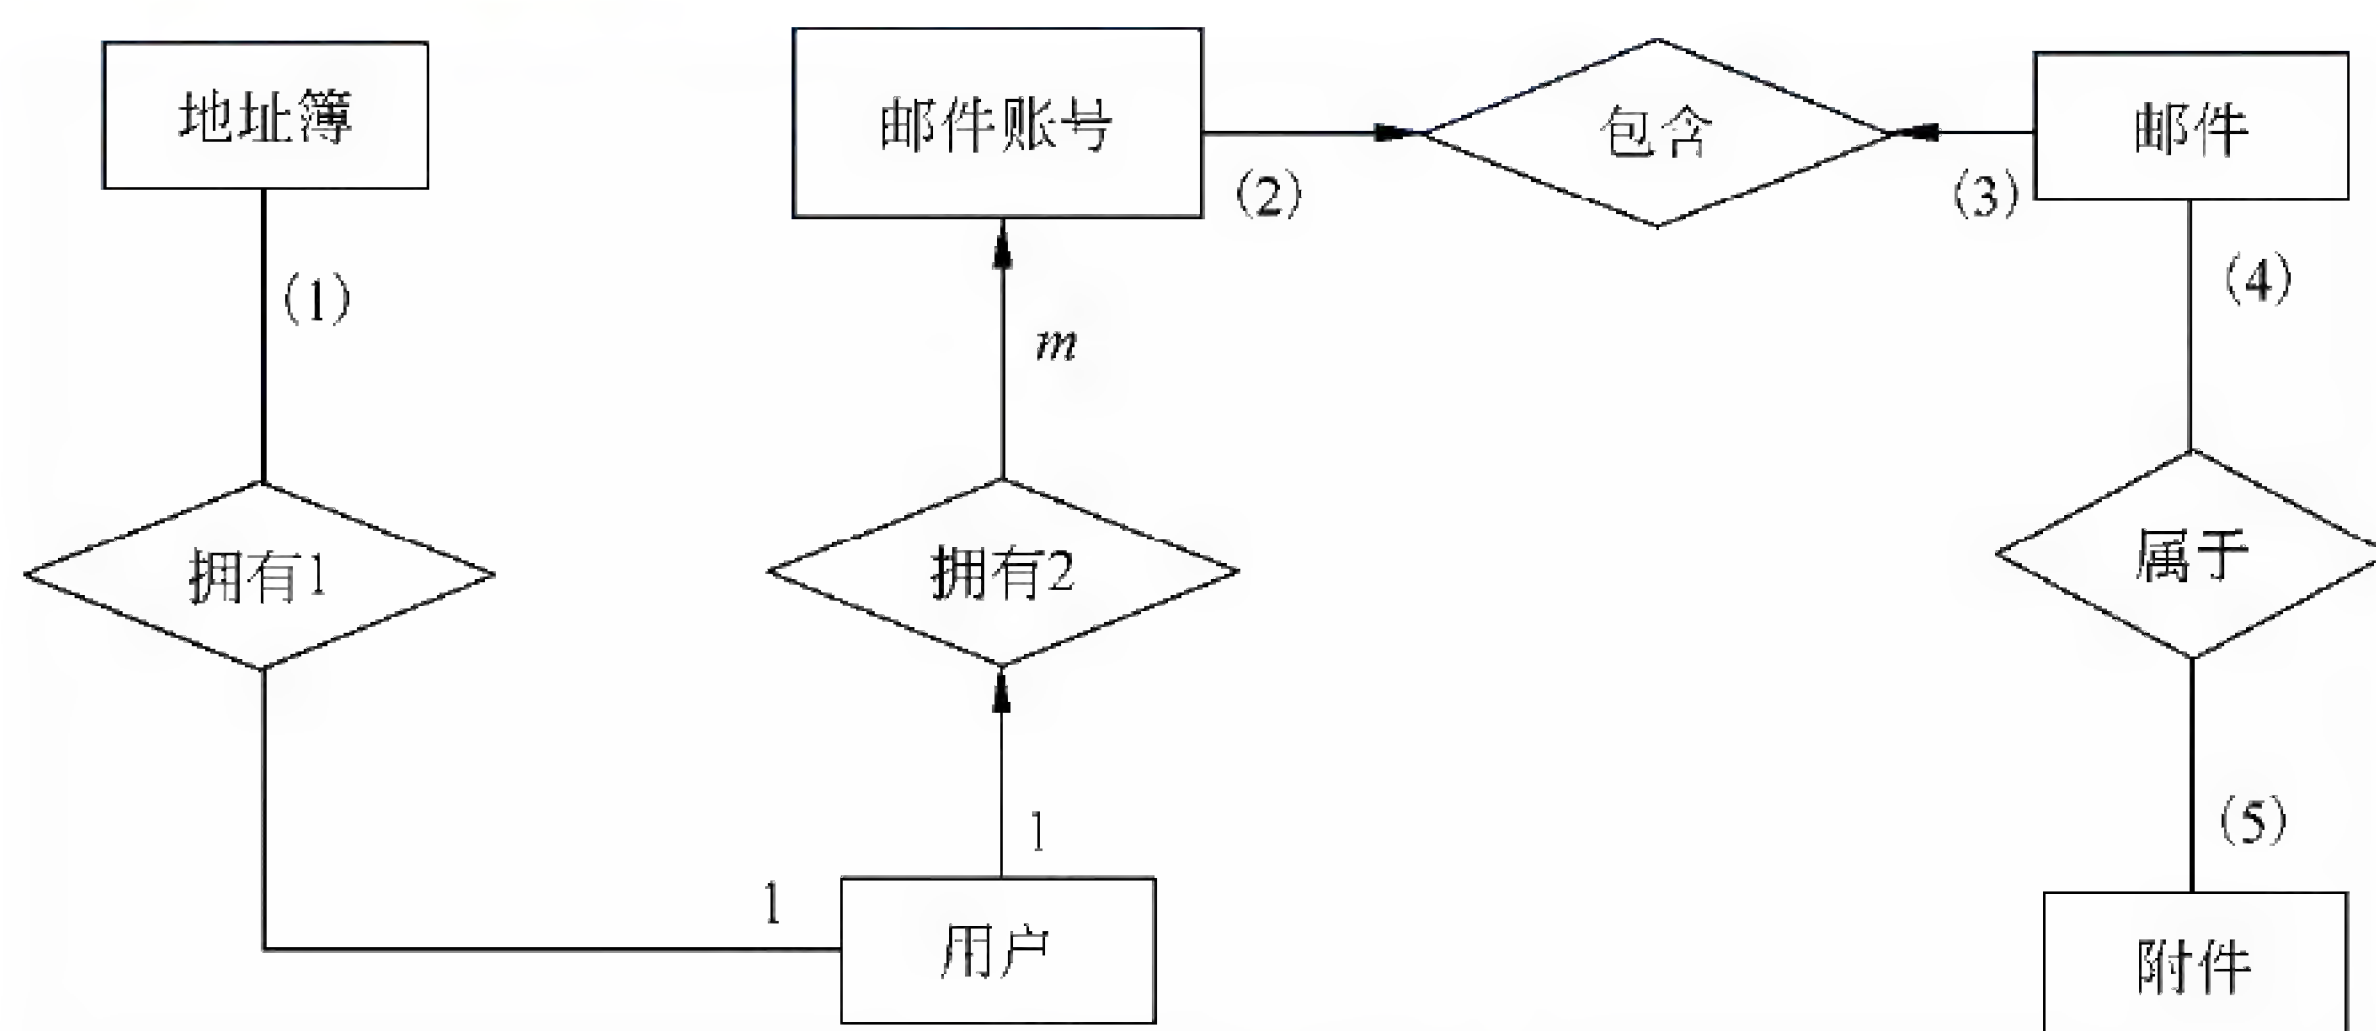 地址簿
邮件账号
包含
邮件
(2)
(3)
(1)
(4)
m
拥有1
拥有2
属于
(5)
1
1
用户
附件